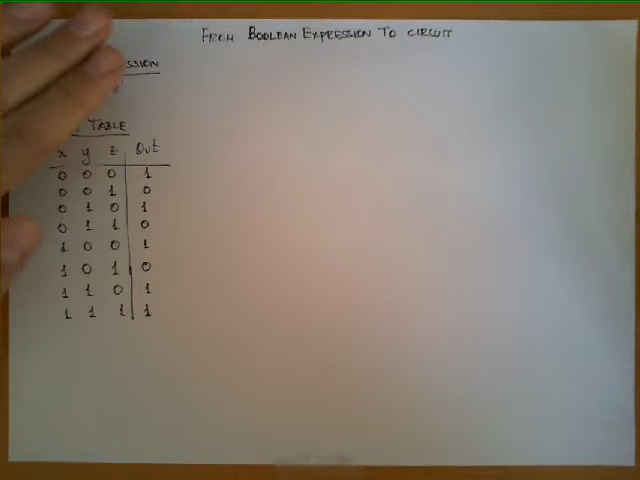 FROM BOOLEAN EXPRESSION TO CIRCUIT
SSION
TABLE
x y z Out
0 0 0 1
0 0 1 0
0 1 0 1
0 1 1 0
1 0 0 1
1 0 1 0
1 1 0 1
1 1 1 1